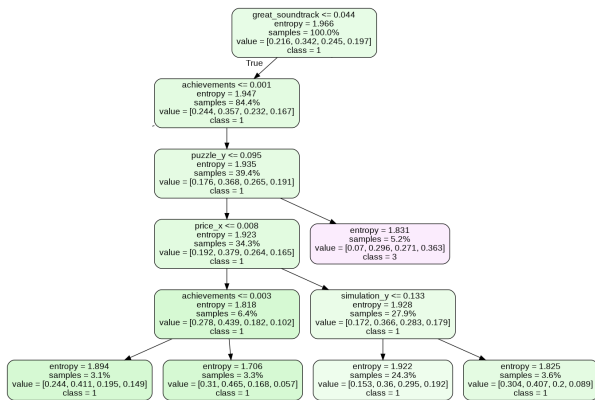 great_soundtrack <= 0.044
entropy = 1.966
samples = 100.0%
value = [0.216, 0.342, 0.245, 0.197]
class = 1
True
achievements <= 0.001
entropy = 1.947
samples = 84.4%
value = [0.244, 0.357, 0.232, 0.167]
class = 1
puzzle_y <= 0.095
entropy = 1.935
samples = 39.4%
value = [0.176, 0.368, 0.265, 0.191]
class = 1
price_x <= 0.008
entropy = 1.923
samples = 34.3%
value = [0.192, 0.379, 0.264, 0.165]
class = 1
entropy = 1.831
samples = 5.2%
value = [0.07, 0.296, 0.271, 0.363]
class = 3
achievements <= 0.003
entropy = 1.818
samples = 6.4%
value = [0.278, 0.439, 0.182, 0.102]
class = 1
simulation_y <= 0.133
entropy = 1.928
samples = 27.9%
value = [0.172, 0.366, 0.283, 0.179]
class = 1
entropy = 1.894
samples = 3.1%
value = [0.244, 0.411, 0.195, 0.149]
class = 1
entropy = 1.706
samples = 3.3%
value = [0.31, 0.465, 0.168, 0.057]
class = 1
entropy = 1.922
samples = 24.3%
value = [0.153, 0.36, 0.295, 0.192]
class = 1
entropy = 1.825
samples = 3.6%
value = [0.304, 0.407, 0.2, 0.089]
class = 1